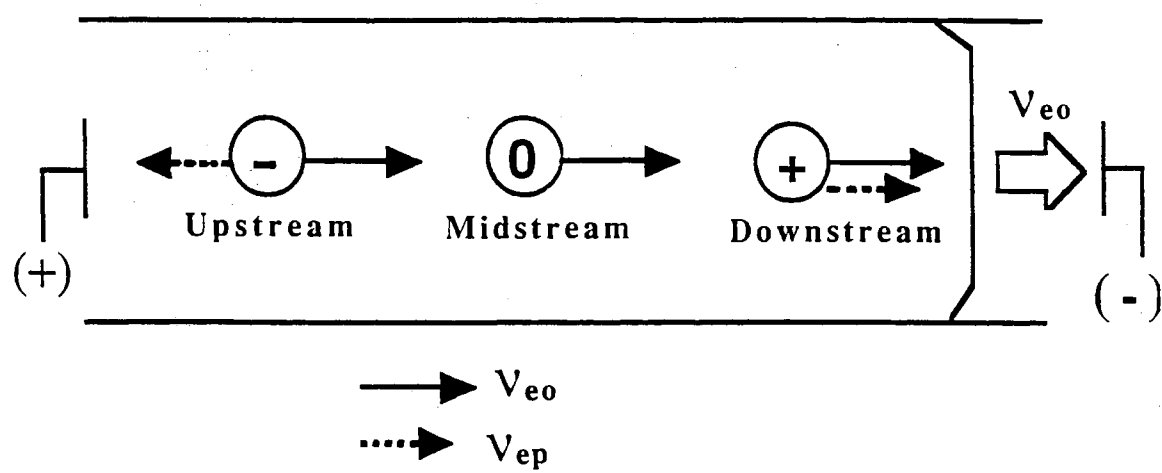 Veo
- 0 +
Upstream Midstream Downstream
(+)
(-)
Veo
Vep